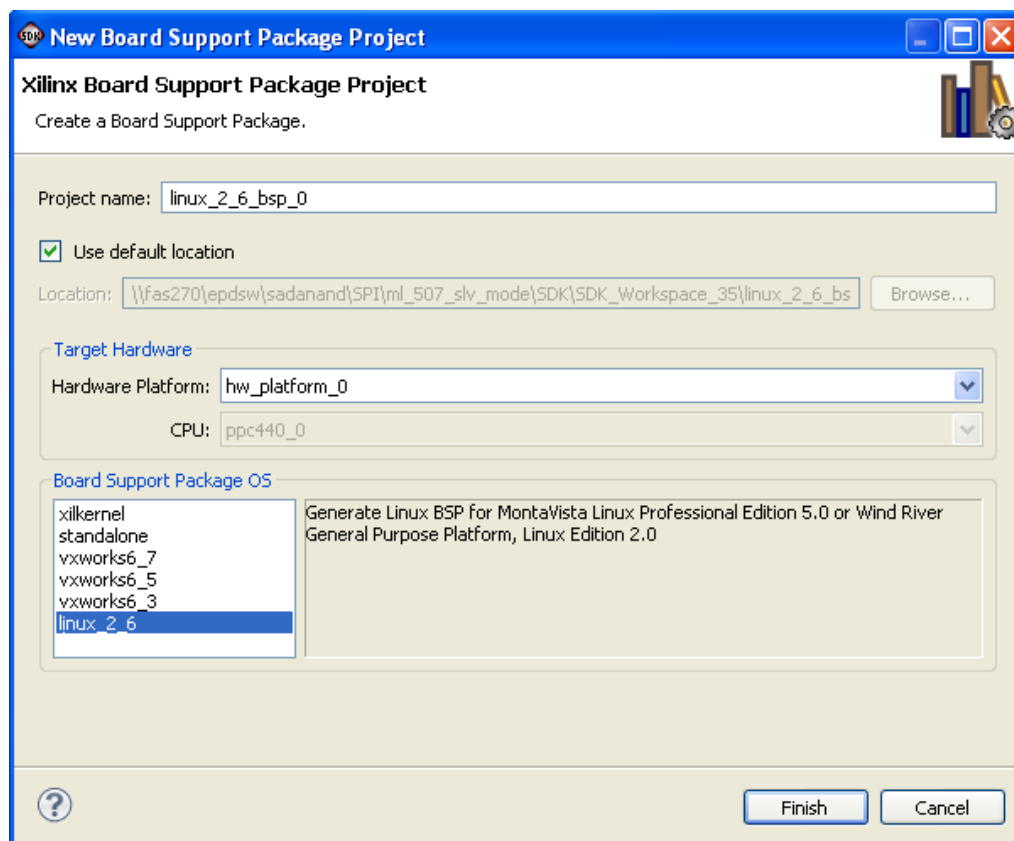 SDK New Board Support Package Project
Xilinx Board Support Package Project
Create a Board Support Package.
Project name: linux_2_6_bsp_0
Use default location
Location: \\fas270\epdsw\sadanand\SPI\ml_507_slv_mode\SDK\SDK_Workspace_35\linux_2_6_bs Browse...
Target Hardware
Hardware Platform: hw_platform_0
CPU: ppc440_0
Board Support Package OS
xilkernel
standalone
vxworks6_7
vxworks6_5
vxworks6_3
linux_2_6
Generate Linux BSP for MontaVista Linux Professional Edition 5.0 or Wind River
General Purpose Platform, Linux Edition 2.0
? Finish Cancel